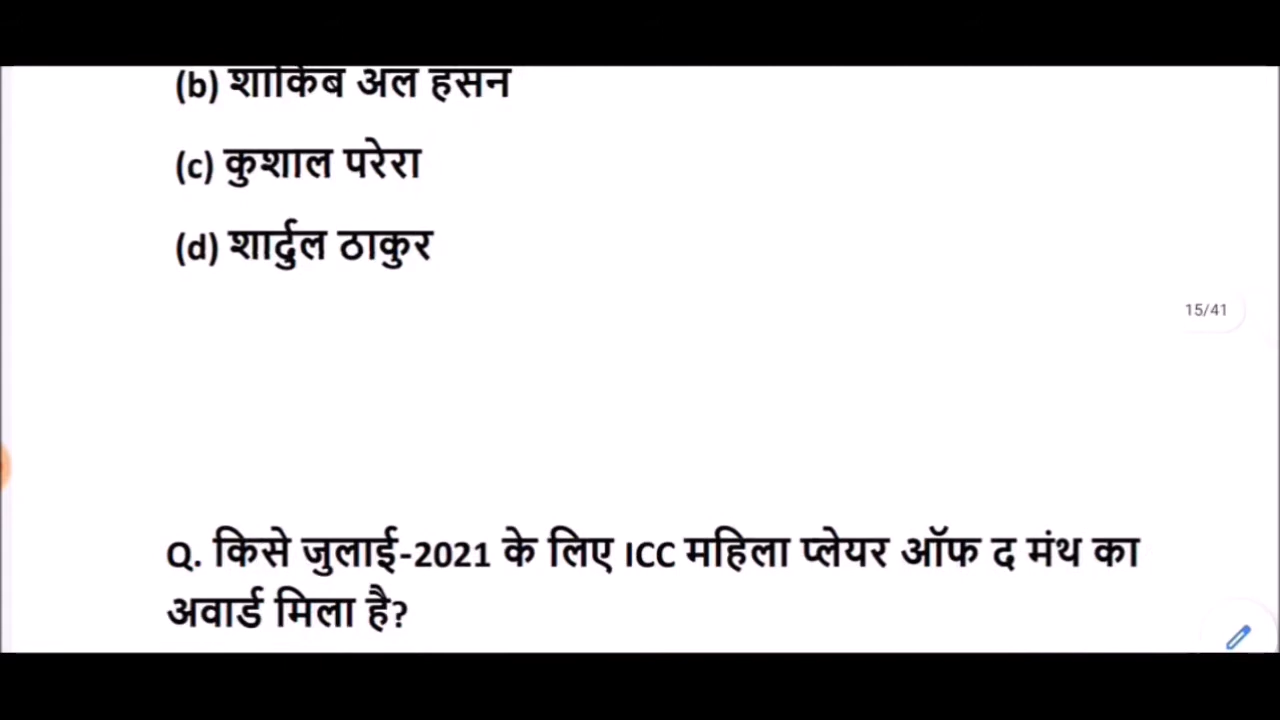 (b) शाकिब अल हसन
(c) कुशाल परेरा
(d) शार्दुल ठाकुर
15/41
Q. किसे जुलाई-2021 के लिए ICC महिला प्लेयर ऑफ द मंथ का
अवार्ड मिला है?